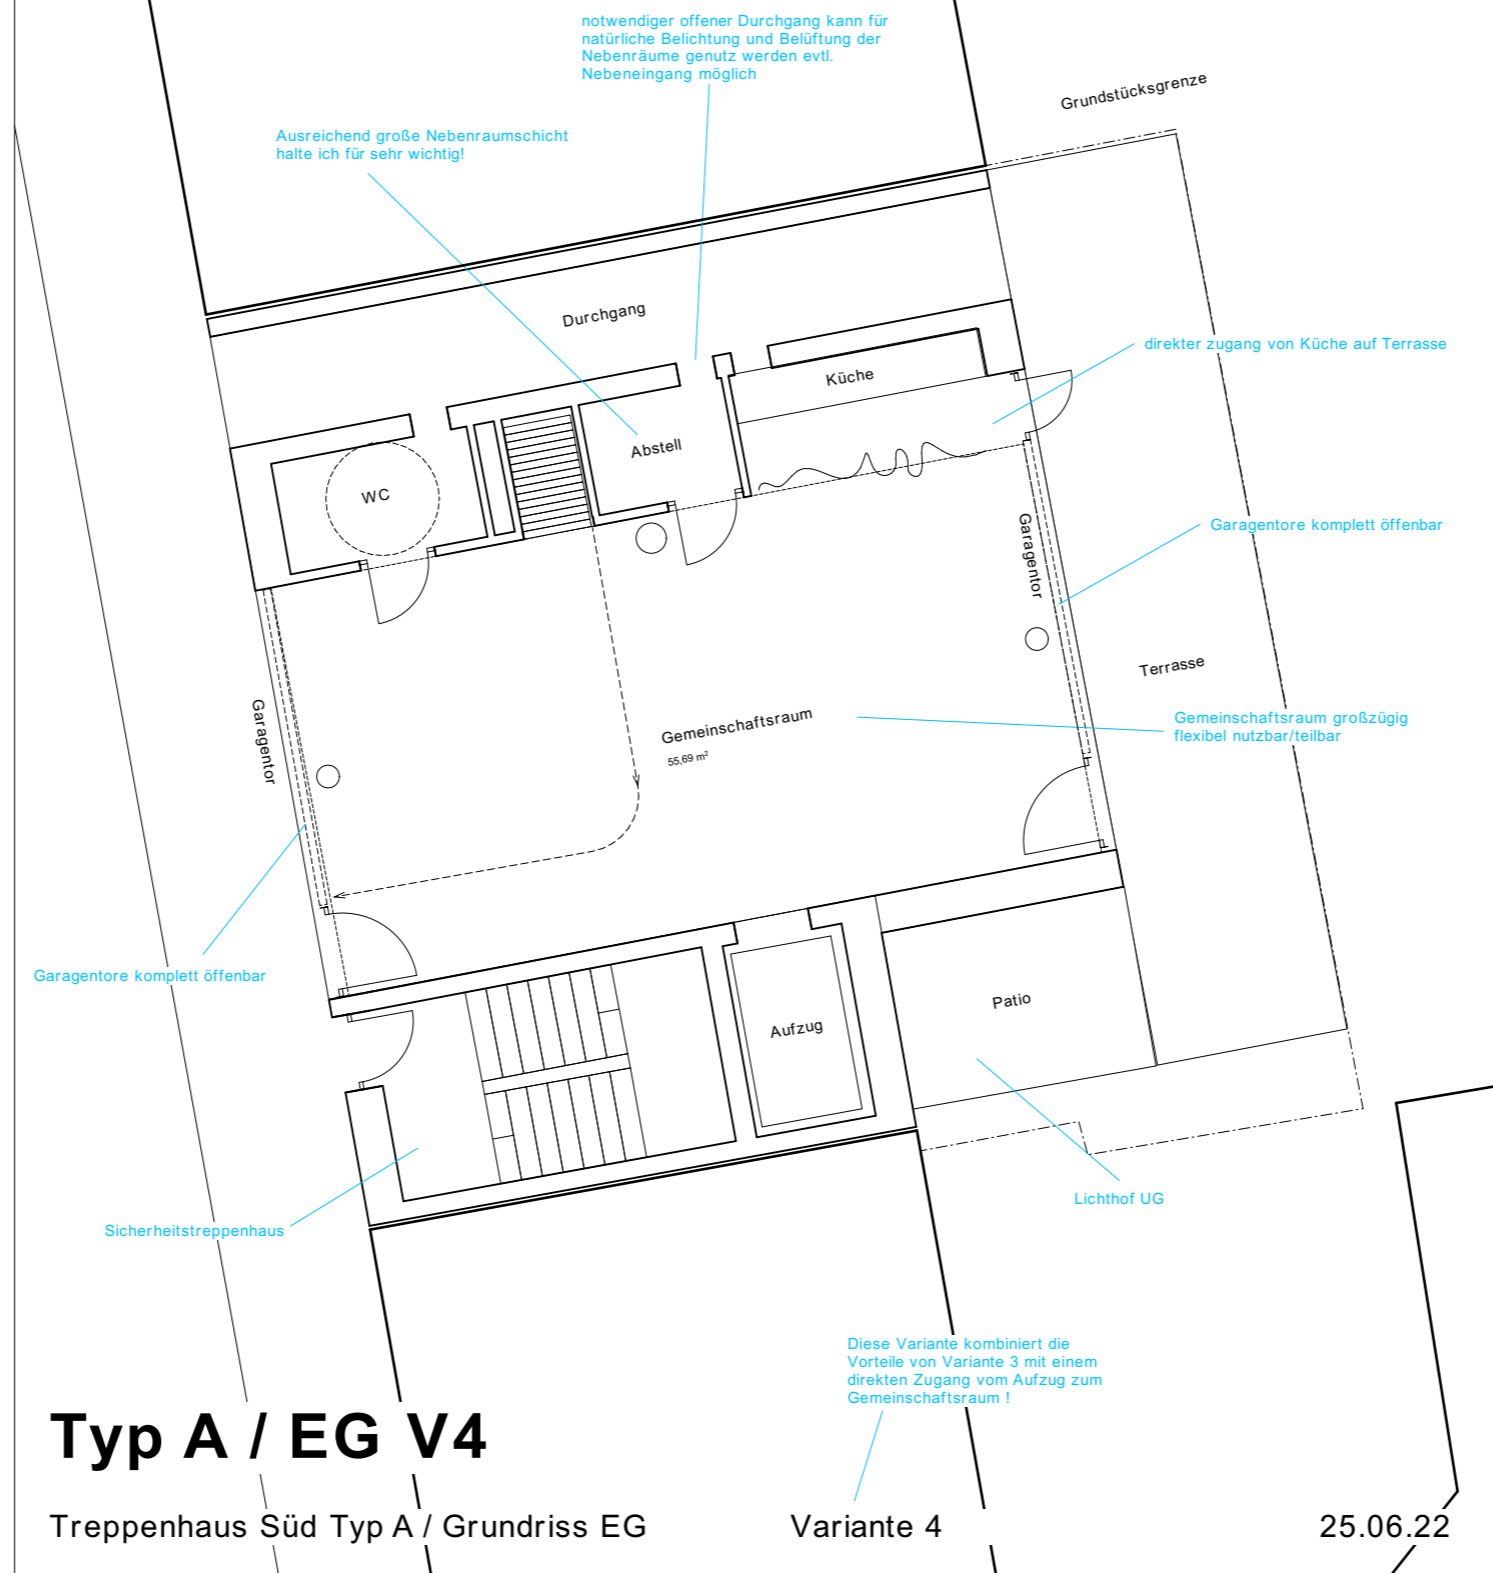 notwendiger offener Durchgang kann für
natürliche Belichtung und Belüftung der
Nebenräume genutz werden evtl.
Nebeneingang möglich
Grundstücksgrenze
Ausreichend große Nebenraumschicht
halte ich für sehr wichtig!
Durchgang
direkter zugang von Küche auf Terrasse
Küche
Abstell
WC
Garagentor
Garagentore komplett öffenbar
Terrasse
Gemeinschaftsraum
55,69 m²
Gemeinschaftsraum großzügig
flexibel nutzbar/teilbar
Garagentor
Garagentore komplett öffenbar
Patio
Aufzug
Lichthof UG
Sicherheitstreppenhaus
Diese Variante kombiniert die
Vorteile von Variante 3 mit einem
direkten Zugang vom Aufzug zum
Gemeinschaftsraum !
Typ A / EG V4
Treppenhaus Süd Typ A / Grundriss EG
Variante 4
25.06.22